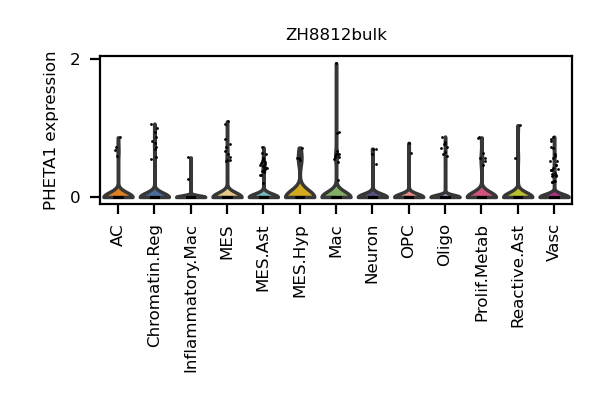 ZH8812bulk
PHETA1 expression
2
0
AC
Chromatin.Reg
Inflammatory.Mac
MES
MES.Ast
MES.Hyp
Mac
Neuron
OPC
Oligo
Prolif.Metab
Reactive.Ast
Vasc